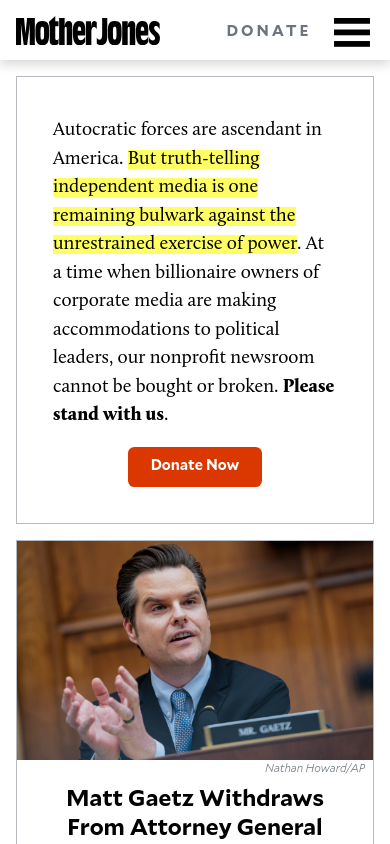 Mother Jones
DONATE
Autocratic forces are ascendant in
America. But truth-telling
independent media is one
remaining bulwark against the
unrestrained exercise of power. At
a time when billionaire owners of
corporate media are making
accommodations to political
leaders, our nonprofit newsroom
cannot be bought or broken. Please
stand with us.
Donate Now
MR. GAETZ
Nathan Howard/AP
Matt Gaetz Withdraws
From Attorney General